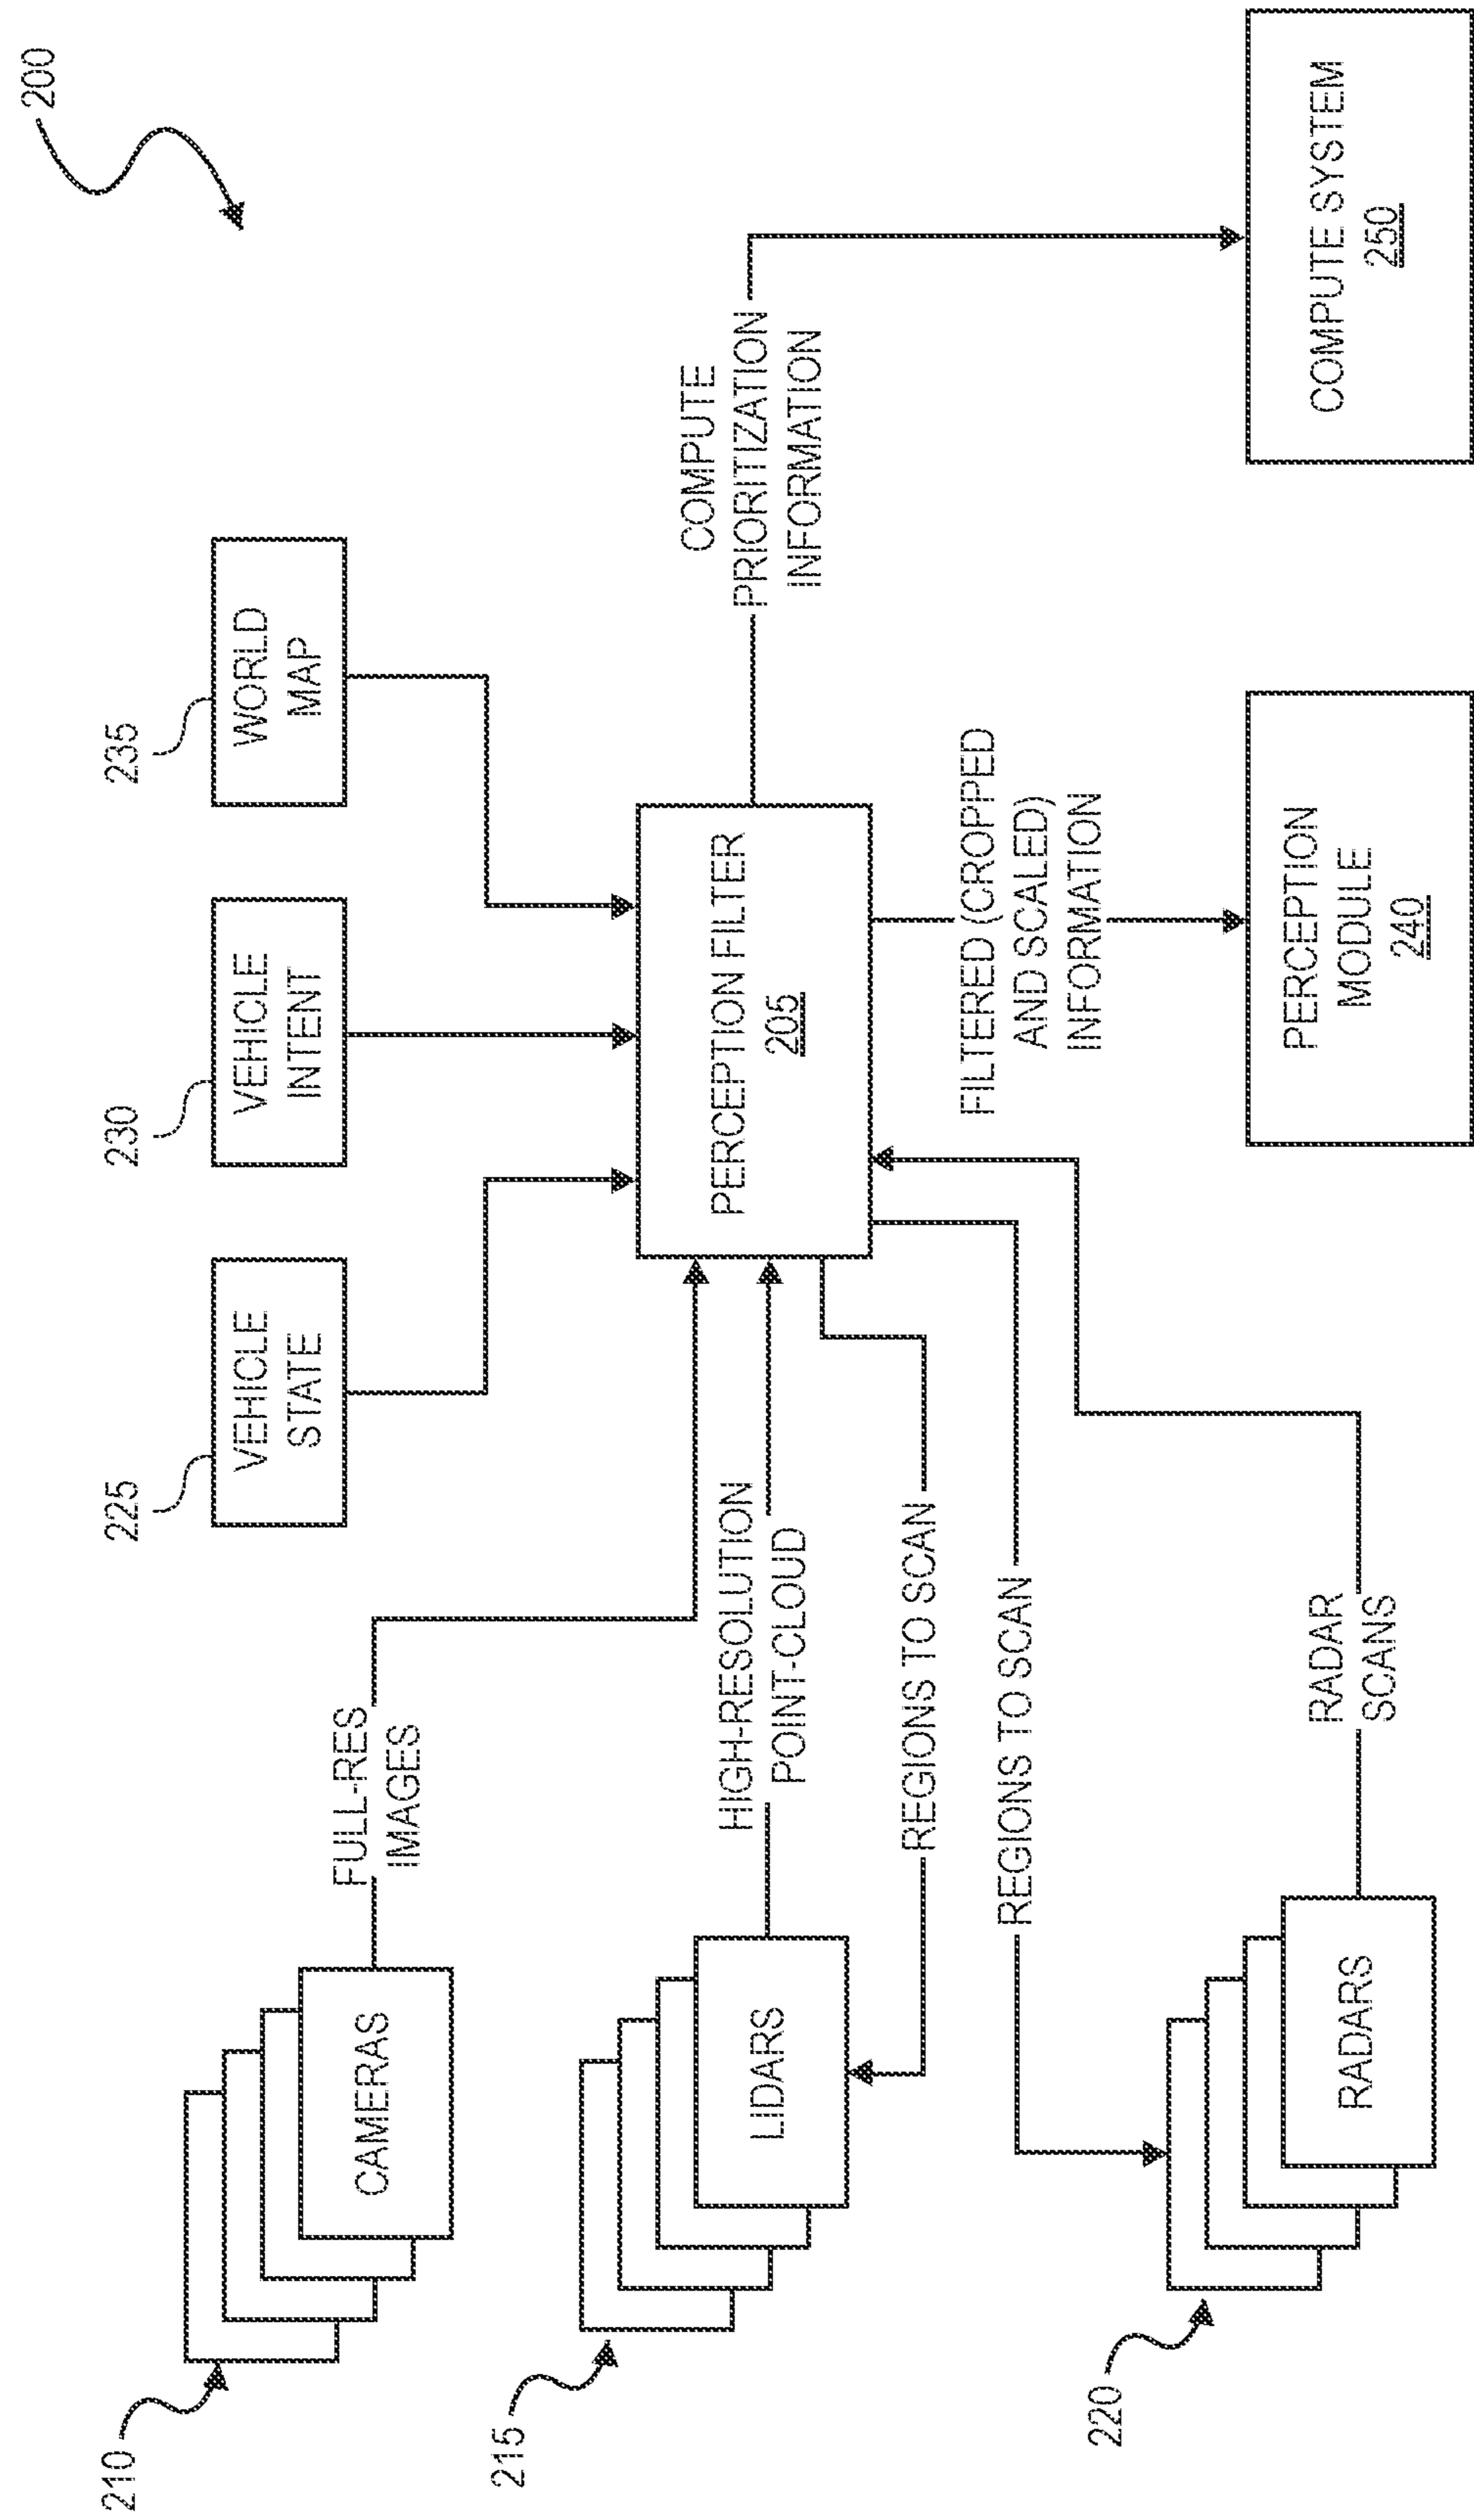 200
235
WORLD
MAP
230
VEHICLE
INTENT
225
VEHICLE
STATE
210
CAMERAS
FULL-RES
IMAGES
215
LIDARS
HIGH-RESOLUTION
POINT-CLOUD
REGIONS TO SCAN
REGIONS TO SCAN
220
RADARS
RADAR
SCANS
PERCEPTION FILTER
205
COMPUTE
PRIORITIZATION
INFORMATION
FILTERED (CROPPED
AND SCALED)
INFORMATION
PERCEPTION
MODULE
240
COMPUTE SYSTEM
250